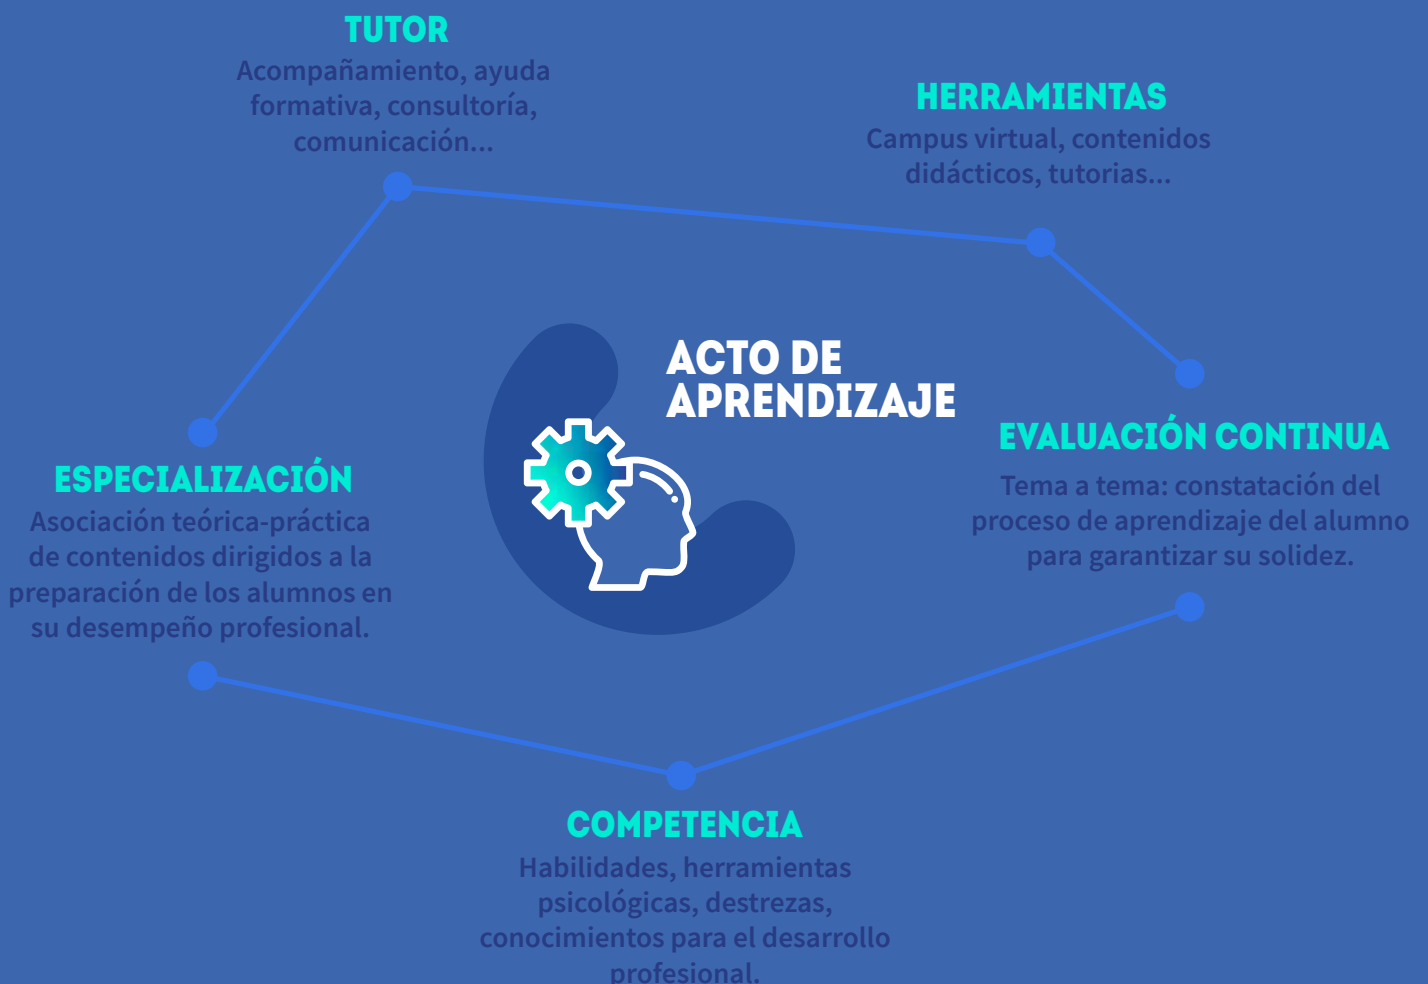 TUTOR
Acompañamiento, ayuda
formativa, consultoría,
comunicación...
HERRAMIENTAS
Campus virtual, contenidos
didácticos, tutorias...
ACTO DE
APRENDIZAJE
EVALUACIÓN CONTINUA
Tema a tema: constatación del
proceso de aprendizaje del alumno
para garantizar su solidez.
ESPECIALIZACIÓN
Asociación teórica-práctica
de contenidos dirigidos a la
preparación de los alumnos en
su desempeño profesional.
COMPETENCIA
Habilidades, herramientas
psicológicas, destrezas,
conocimientos para el desarrollo
profesional.